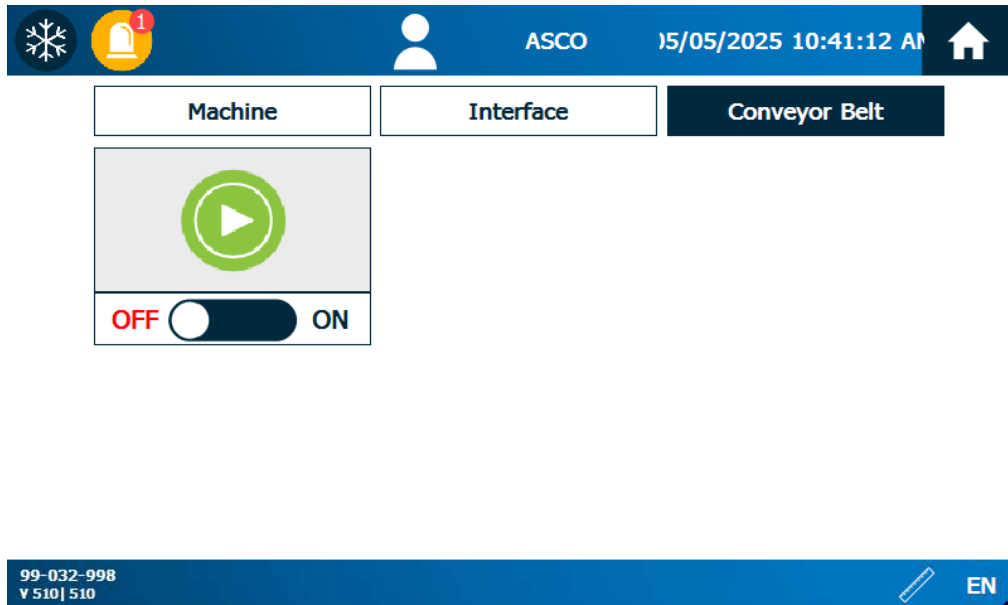 1
ASCO
05/05/2025 10:41:12 AM
Machine
Interface
Conveyor Belt
OFF
ON
99-032-998
V 510| 510
EN